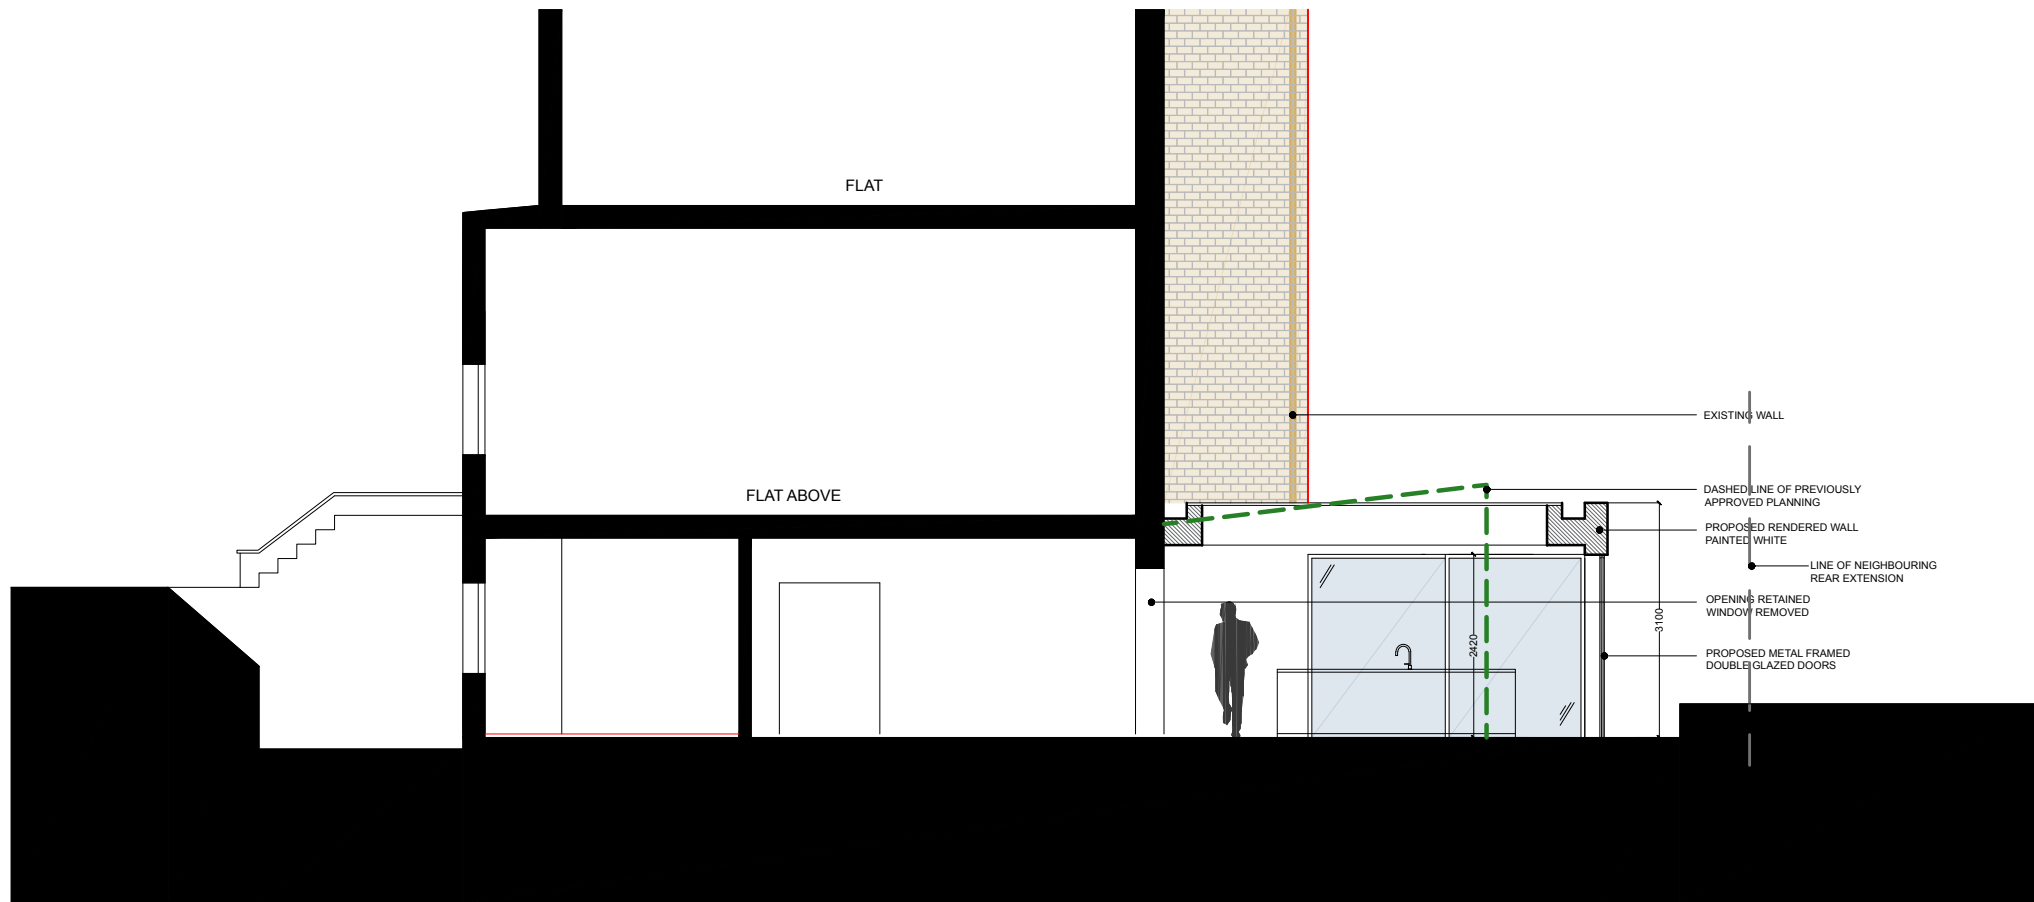 FLAT
EXISTING WALL
FLAT ABOVE
DASHED LINE OF PREVIOUSLY
APPROVED PLANNING
PROPOSED RENDERED WALL
PAINTED WHITE
LINE OF NEIGHBOURING
REAR EXTENSION
OPENING RETAINED
WINDOW REMOVED
3100
2420
PROPOSED METAL FRAMED
DOUBLE GLAZED DOORS